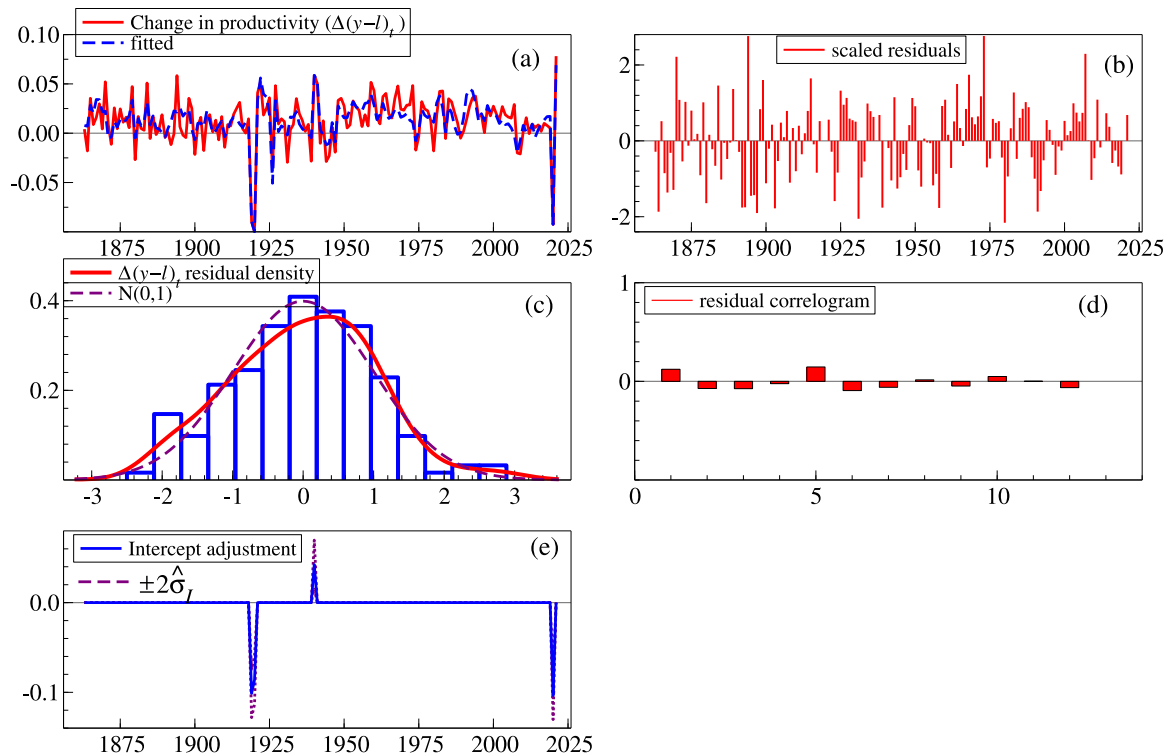 Change in productivity (Δ(y−l)t)
fitted
(a)
0.10
0.05
0.00
-0.05
1875 1900 1925 1950 1975 2000 2025
scaled residuals
(b)
2
0
-2
1875 1900 1925 1950 1975 2000 2025
Δ(y−l)t residual density
N(0,1)
(c)
0.4
0.2
-3 -2 -1 0 1 2 3
residual correlogram
(d)
1
0
0 5 10
Intercept adjustment
±2σ̂I
(e)
0.0
-0.1
1875 1900 1925 1950 1975 2000 2025